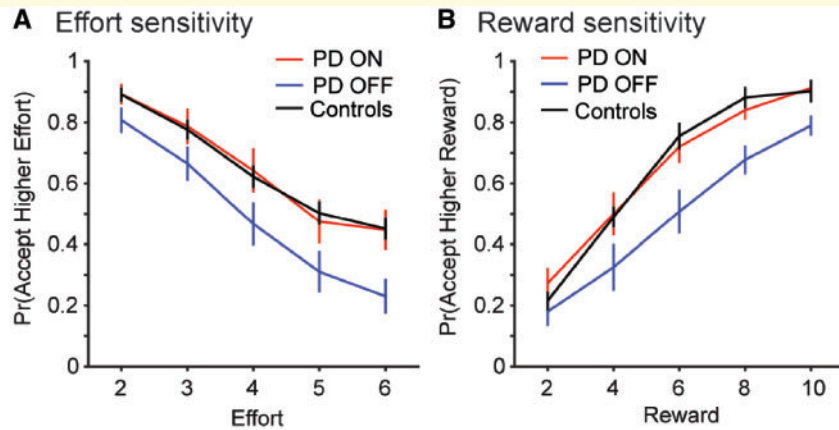 A Effort sensitivity
PD ON
PD OFF
Controls
Pr(Accept Higher Effort)
1
0.8
0.6
0.4
0.2
0
2 3 4 5 6
Effort
B Reward sensitivity
PD ON
PD OFF
Controls
Pr(Accept Higher Reward)
1
0.8
0.6
0.4
0.2
0
2 4 6 8 10
Reward